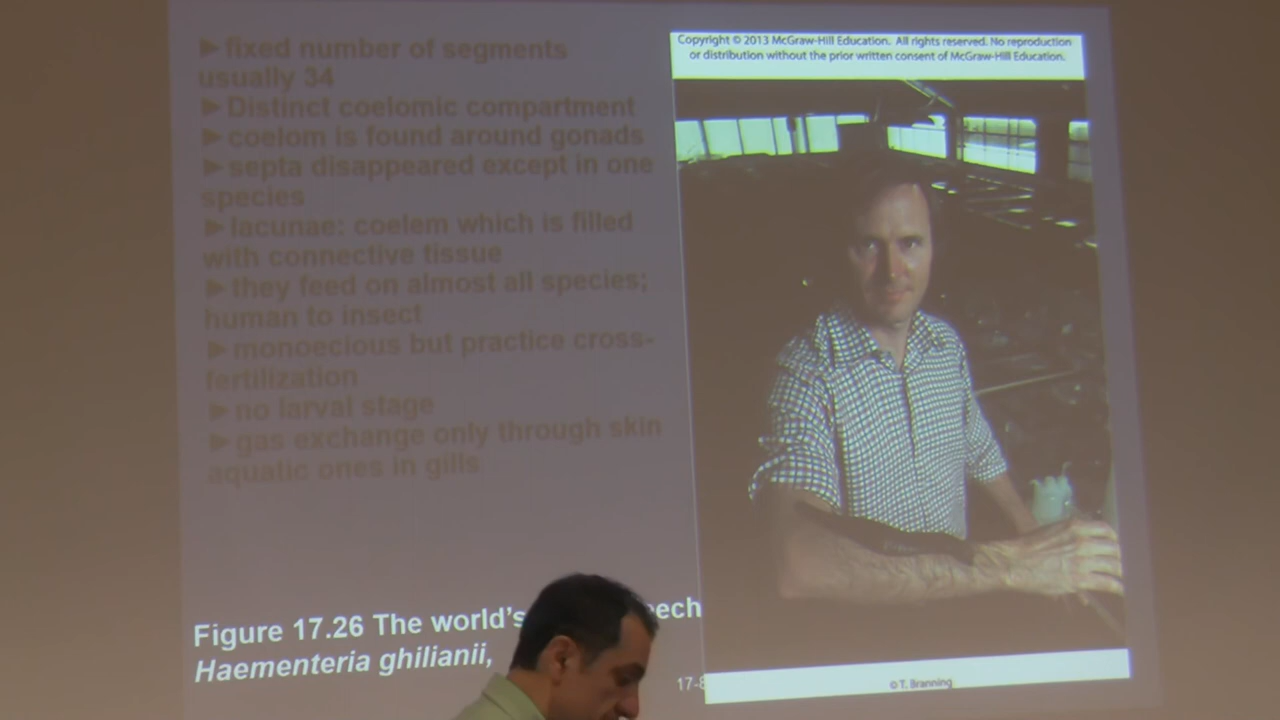 ►fixed number of segments
usually 34
►Distinct coelomic compartment
►coelom is found around gonads
►septa disappeared except in one
species
►lacunae: coelem which is filled
with connective tissue
►they feed on almost all species;
human to insect
►monoecious but practice cross-
fertilization
►no larval stage
►gas exchange only through skin
aquatic ones in gills
Figure 17.26 The world's eech
Haementeria ghilianii,
17-8
Copyright © 2013 McGraw-Hill Education. All rights reserved. No reproduction
or distribution without the prior written consent of McGraw-Hill Education.
© T. Branning